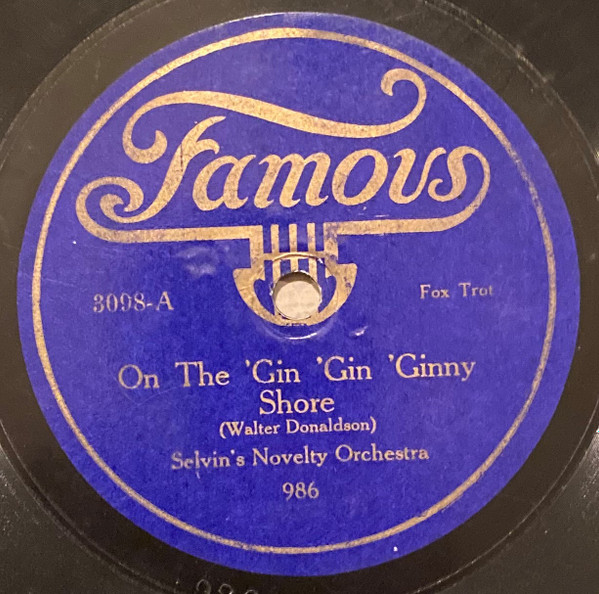 Famous
3098-A
Fox Trot
On The 'Gin 'Gin 'Ginny
Shore
(Walter Donaldson)
Selvin's Novelty Orchestra
986